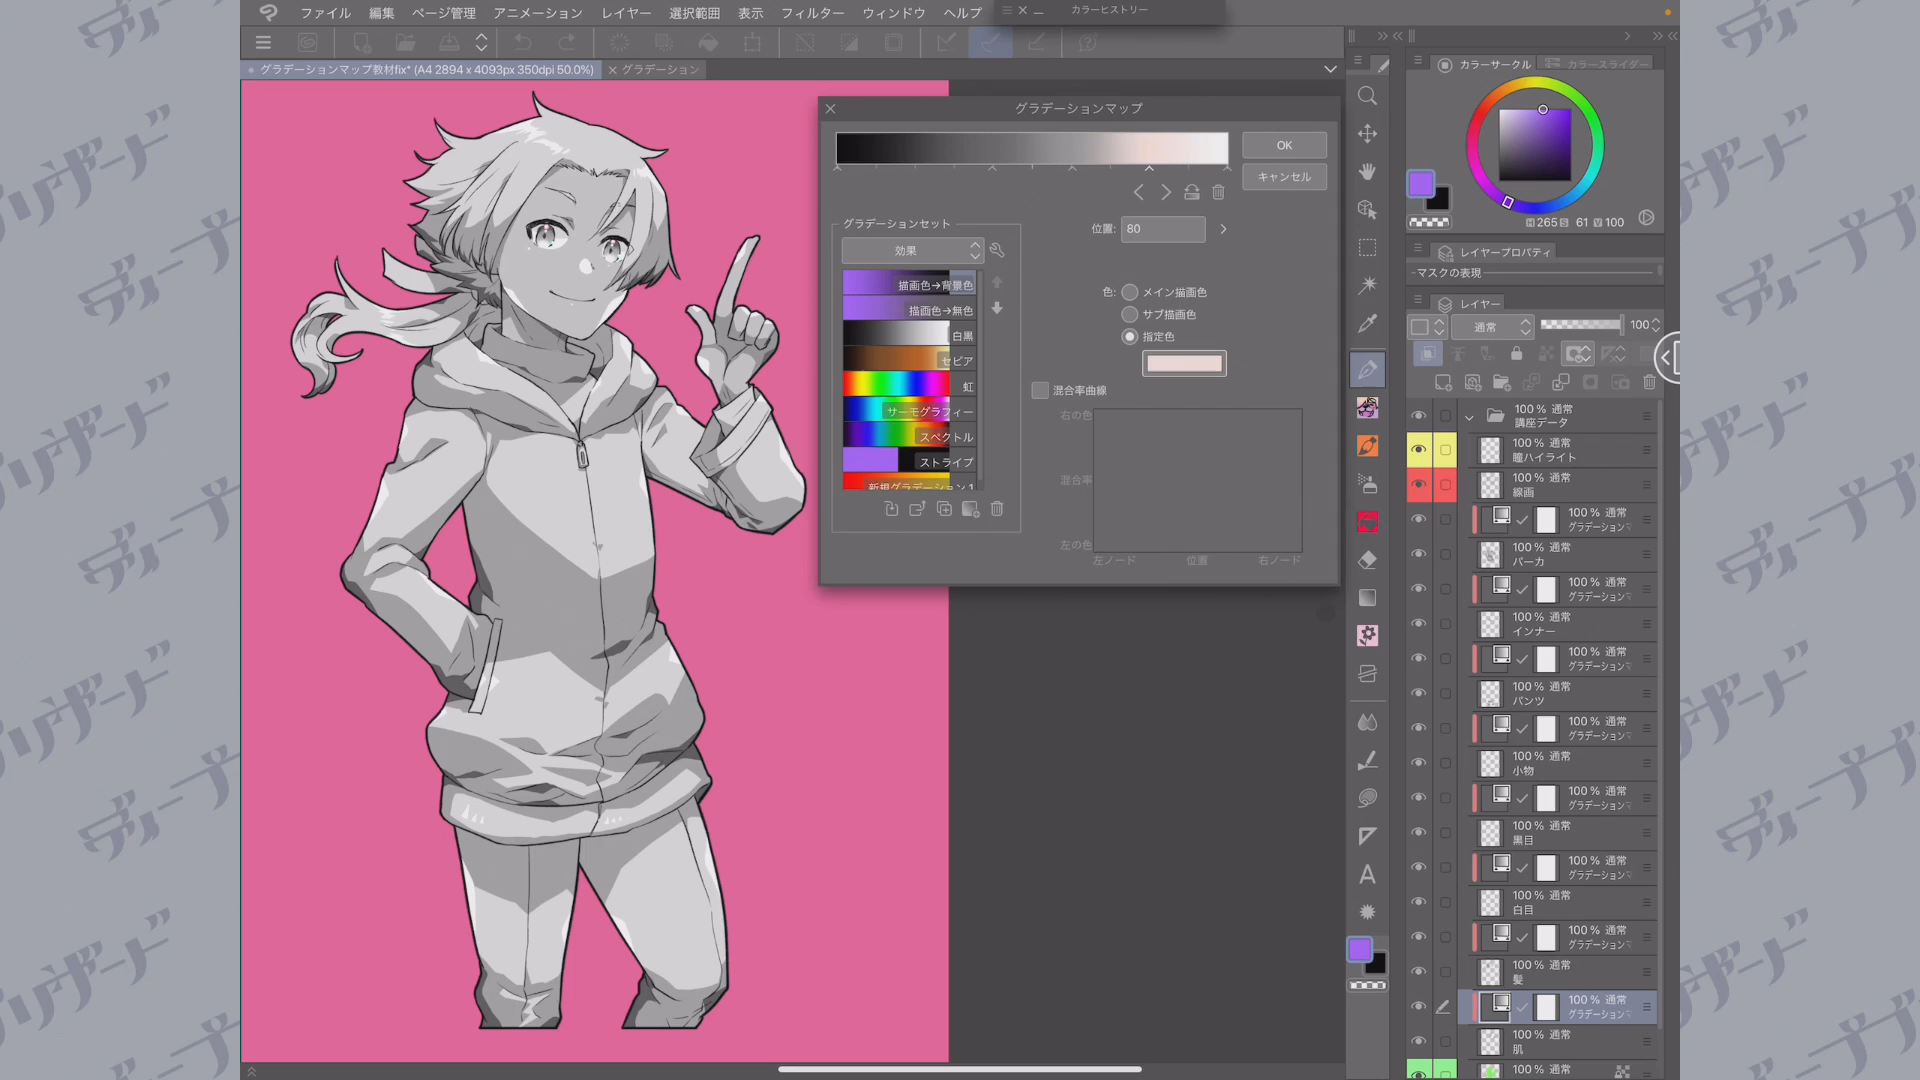 ファイル 編集 ページ管理 アニメーション レイヤー 選択範囲 表示 フィルター ウィンドウ ヘルプ
カラーヒストリー
グラデーションマップ教材fix* (A4 2894 x 4093px 350dpi 50.0%)
グラデーション
グラデーションマップ
OK
キャンセル
グラデーションセット
効果
描画色→背景色
描画色→無色
白黒
セピア
虹
サーモグラフィー
スペクトル
ストライプ
新規グラデーション 1
位置: 80
色: メイン描画色
サブ描画色
指定色
混合率曲線
右の色
混合率
左の色
左ノード 位置 右ノード
カラーサークル
カラースライダー
H 265 S 61 V 100
レイヤープロパティ
マスクの表現
レイヤー
通常
100
100 % 通常
講座データ
100 % 通常
瞳ハイライト
100 % 通常
線画
100 % 通常
グラデーションマ
100 % 通常
パーカ
100 % 通常
グラデーションマ
100 % 通常
インナー
100 % 通常
グラデーションマ
100 % 通常
パンツ
100 % 通常
グラデーションマ
100 % 通常
小物
100 % 通常
グラデーションマ
100 % 通常
黒目
100 % 通常
グラデーションマ
100 % 通常
白目
100 % 通常
グラデーションマ
100 % 通常
髪
100 % 通常
グラデーションマ
100 % 通常
肌
100 % 通常